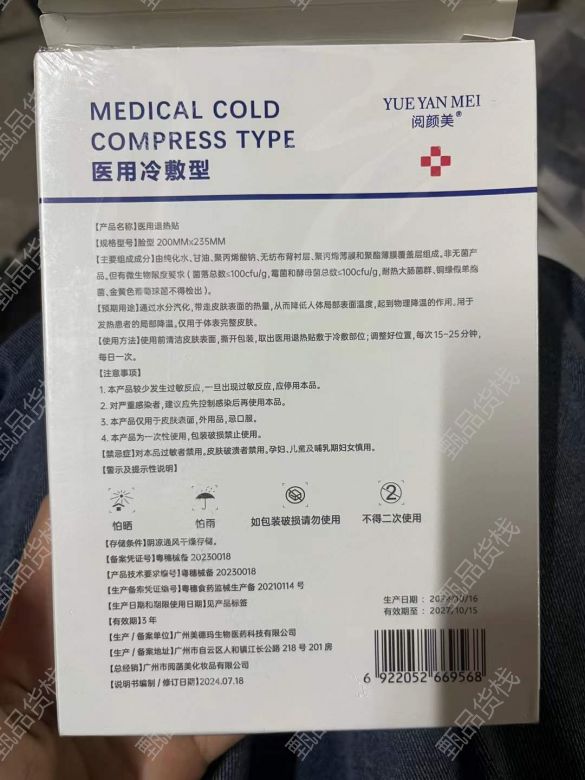 MEDICAL COLD
COMPRESS TYPE
医用冷敷型
YUE YAN MEI
阅颜美®
【产品名称】医用退热贴
【规格型号】脸型 200MMx235MM
【主要组成成分】由纯化水、甘油、聚丙烯酸钠、无纺布背衬层、聚丙烯薄膜和聚酯薄膜覆盖层组成。非无菌产
品。但有微生物限度要求（菌落总数≤100cfu/g,霉菌和酵母菌总数≤100cfu/g，耐热大肠菌群、铜绿假单胞
菌、金黄色葡萄球菌不得检出）。
【预期用途】通过水分汽化，带走皮肤表面的热量，从而降低人体局部表面温度，起到物理降温的作用，用于
发热患者的局部降温，仅用于体表完整皮肤。
【使用方法】使用前清洁皮肤表面，撕开包装，取出医用退热贴敷于冷敷部位；调整好位置，每次15-25分钟，
每日一次。
【注意事项】
1. 本产品较少发生过敏反应，一旦出现过敏反应，应停用本品。
2. 对严重感染者，建议应先控制感染后再使用本品。
3. 本产品仅用于皮肤表面，外用品，忌口服。
4. 本产品为一次性使用，包装破损禁止使用。
【禁忌症】对本品过敏者禁用。皮肤破溃者禁用。孕妇、儿童及哺乳期妇女慎用。
【警示及提示性说明】
怕晒
怕雨
如包装破损请勿使用
2
不得二次使用
【存储条件】阴凉通风干燥存储。
【备案凭证号】粤穗械备 20230018
【产品技术要求编号】粤穗械备 20230018
【生产备案凭证编号】粤穗食药监械生产备 20210114 号
【生产日期和期限使用日期】见产品标签
【有效期】3年
【生产 / 备案单位】广州美德玛生物医药科技有限公司
【生产 / 备案地址】广州市白云区人和镇江长公路 218 号 201 房
【总经销】广州市阅颜美化妆品有限公司
【说明书编制 / 修订日期】2024.07.18
生产日期：
有效期至：2027/10/15
6 922052 669568
甄品货栈